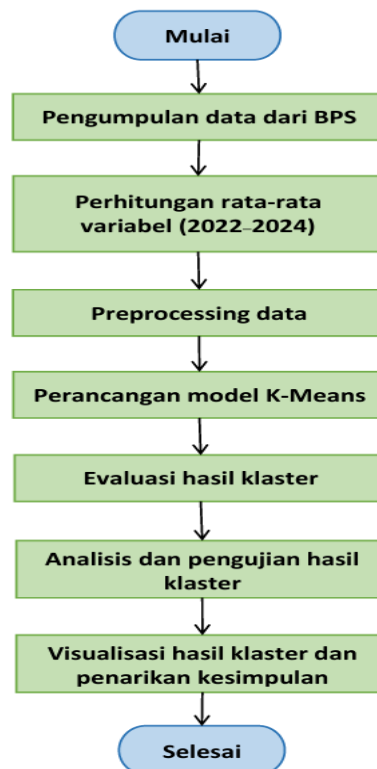 Mulai
Pengumpulan data dari BPS
Perhitungan rata-rata
variabel (2022–2024)
Preprocessing data
Perancangan model K-Means
Evaluasi hasil klaster
Analisis dan pengujian hasil
klaster
Visualisasi hasil klaster dan
penarikan kesimpulan
Selesai